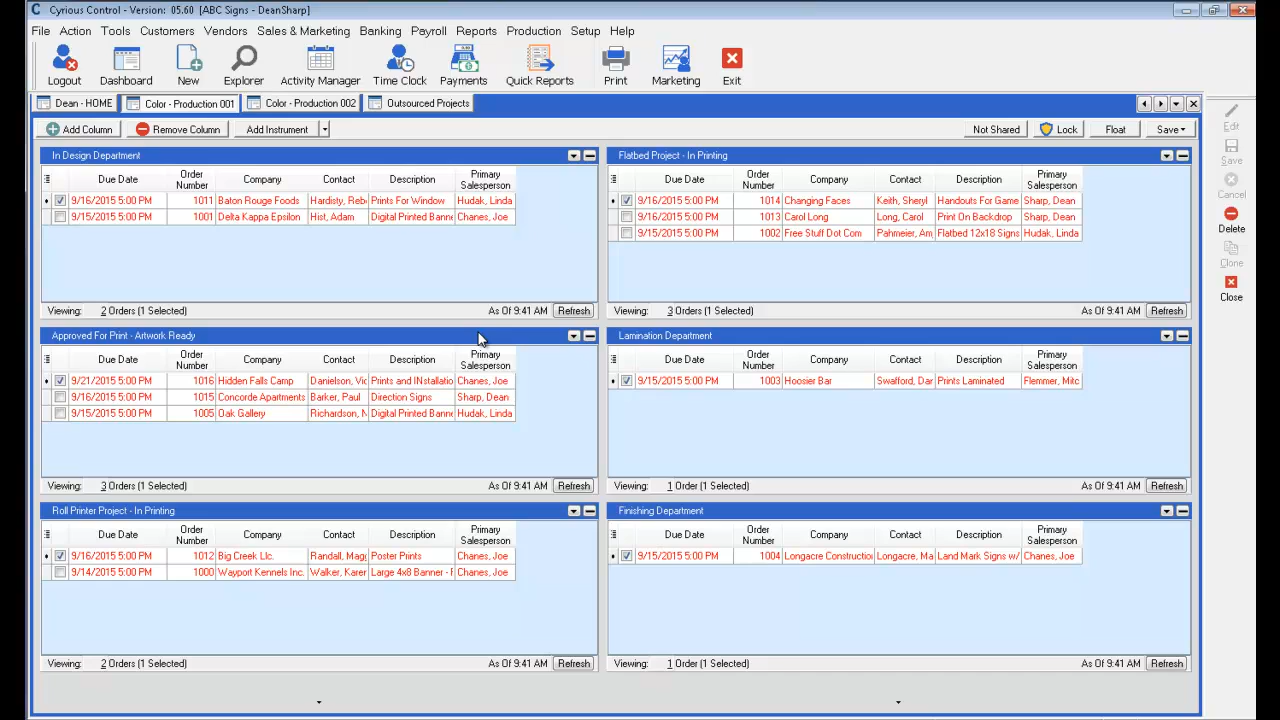 Cyrious Control - Version: 05.60 [ABC Signs - DeanSharp]
File Action Tools Customers Vendors Sales & Marketing Banking Payroll Reports Production Setup Help
Logout Dashboard New Explorer Activity Manager Time Clock Payments Quick Reports Print Marketing Exit
Dean - HOME Color - Production 001 Color - Production 002 Outsourced Projects
Add Column Remove Column Add Instrument Not Shared Lock Float Save
Edit
Save
Cancel
Delete
Clone
Close
In Design Department
Due Date Order Number Company Contact Description Primary Salesperson
9/16/2015 5:00 PM 1011 Baton Rouge Foods Hardisty, Reb Prints For Window Hudak, Linda
9/15/2015 5:00 PM 1001 Delta Kappa Epsilon Hist, Adam Digital Printed Banne Chanes, Joe
Viewing: 2 Orders (1 Selected) As Of 9:41 AM Refresh
Approved For Print - Artwork Ready
Due Date Order Number Company Contact Description Primary Salesperson
9/21/2015 5:00 PM 1016 Hidden Falls Camp Danielson, Vic Prints and INstallatio Chanes, Joe
9/16/2015 5:00 PM 1015 Concorde Apartments Barker, Paul Direction Signs Sharp, Dean
9/15/2015 5:00 PM 1005 Oak Gallery Richardson, N Digital Printed Banne Hudak, Linda
Viewing: 3 Orders (1 Selected) As Of 9:41 AM Refresh
Roll Printer Project - In Printing
Due Date Order Number Company Contact Description Primary Salesperson
9/16/2015 5:00 PM 1012 Big Creek Llc. Randall, Mag Poster Prints Chanes, Joe
9/14/2015 5:00 PM 1000 Wayport Kennels Inc. Walker, Karer Large 4x8 Banner - F Chanes, Joe
Viewing: 2 Orders (1 Selected) As Of 9:41 AM Refresh
Flatbed Project - In Printing
Due Date Order Number Company Contact Description Primary Salesperson
9/16/2015 5:00 PM 1014 Changing Faces Keith, Sheryl Handouts For Game Sharp, Dean
9/16/2015 5:00 PM 1013 Carol Long Long, Carol Print On Backdrop Sharp, Dean
9/15/2015 5:00 PM 1002 Free Stuff Dot Com Pahmeier, Am Flatbed 12x18 Signs Hudak, Linda
Viewing: 3 Orders (1 Selected) As Of 9:41 AM Refresh
Lamination Department
Due Date Order Number Company Contact Description Primary Salesperson
9/15/2015 5:00 PM 1003 Hoosier Bar Swafford, Dar Prints Laminated Flemmer, Mitc
Viewing: 1 Order (1 Selected) As Of 9:41 AM Refresh
Finishing Department
Due Date Order Number Company Contact Description Primary Salesperson
9/15/2015 5:00 PM 1004 Longacre Constructio Longacre, Ma Land Mark Signs w/ Chanes, Joe
Viewing: 1 Order (1 Selected) As Of 9:41 AM Refresh